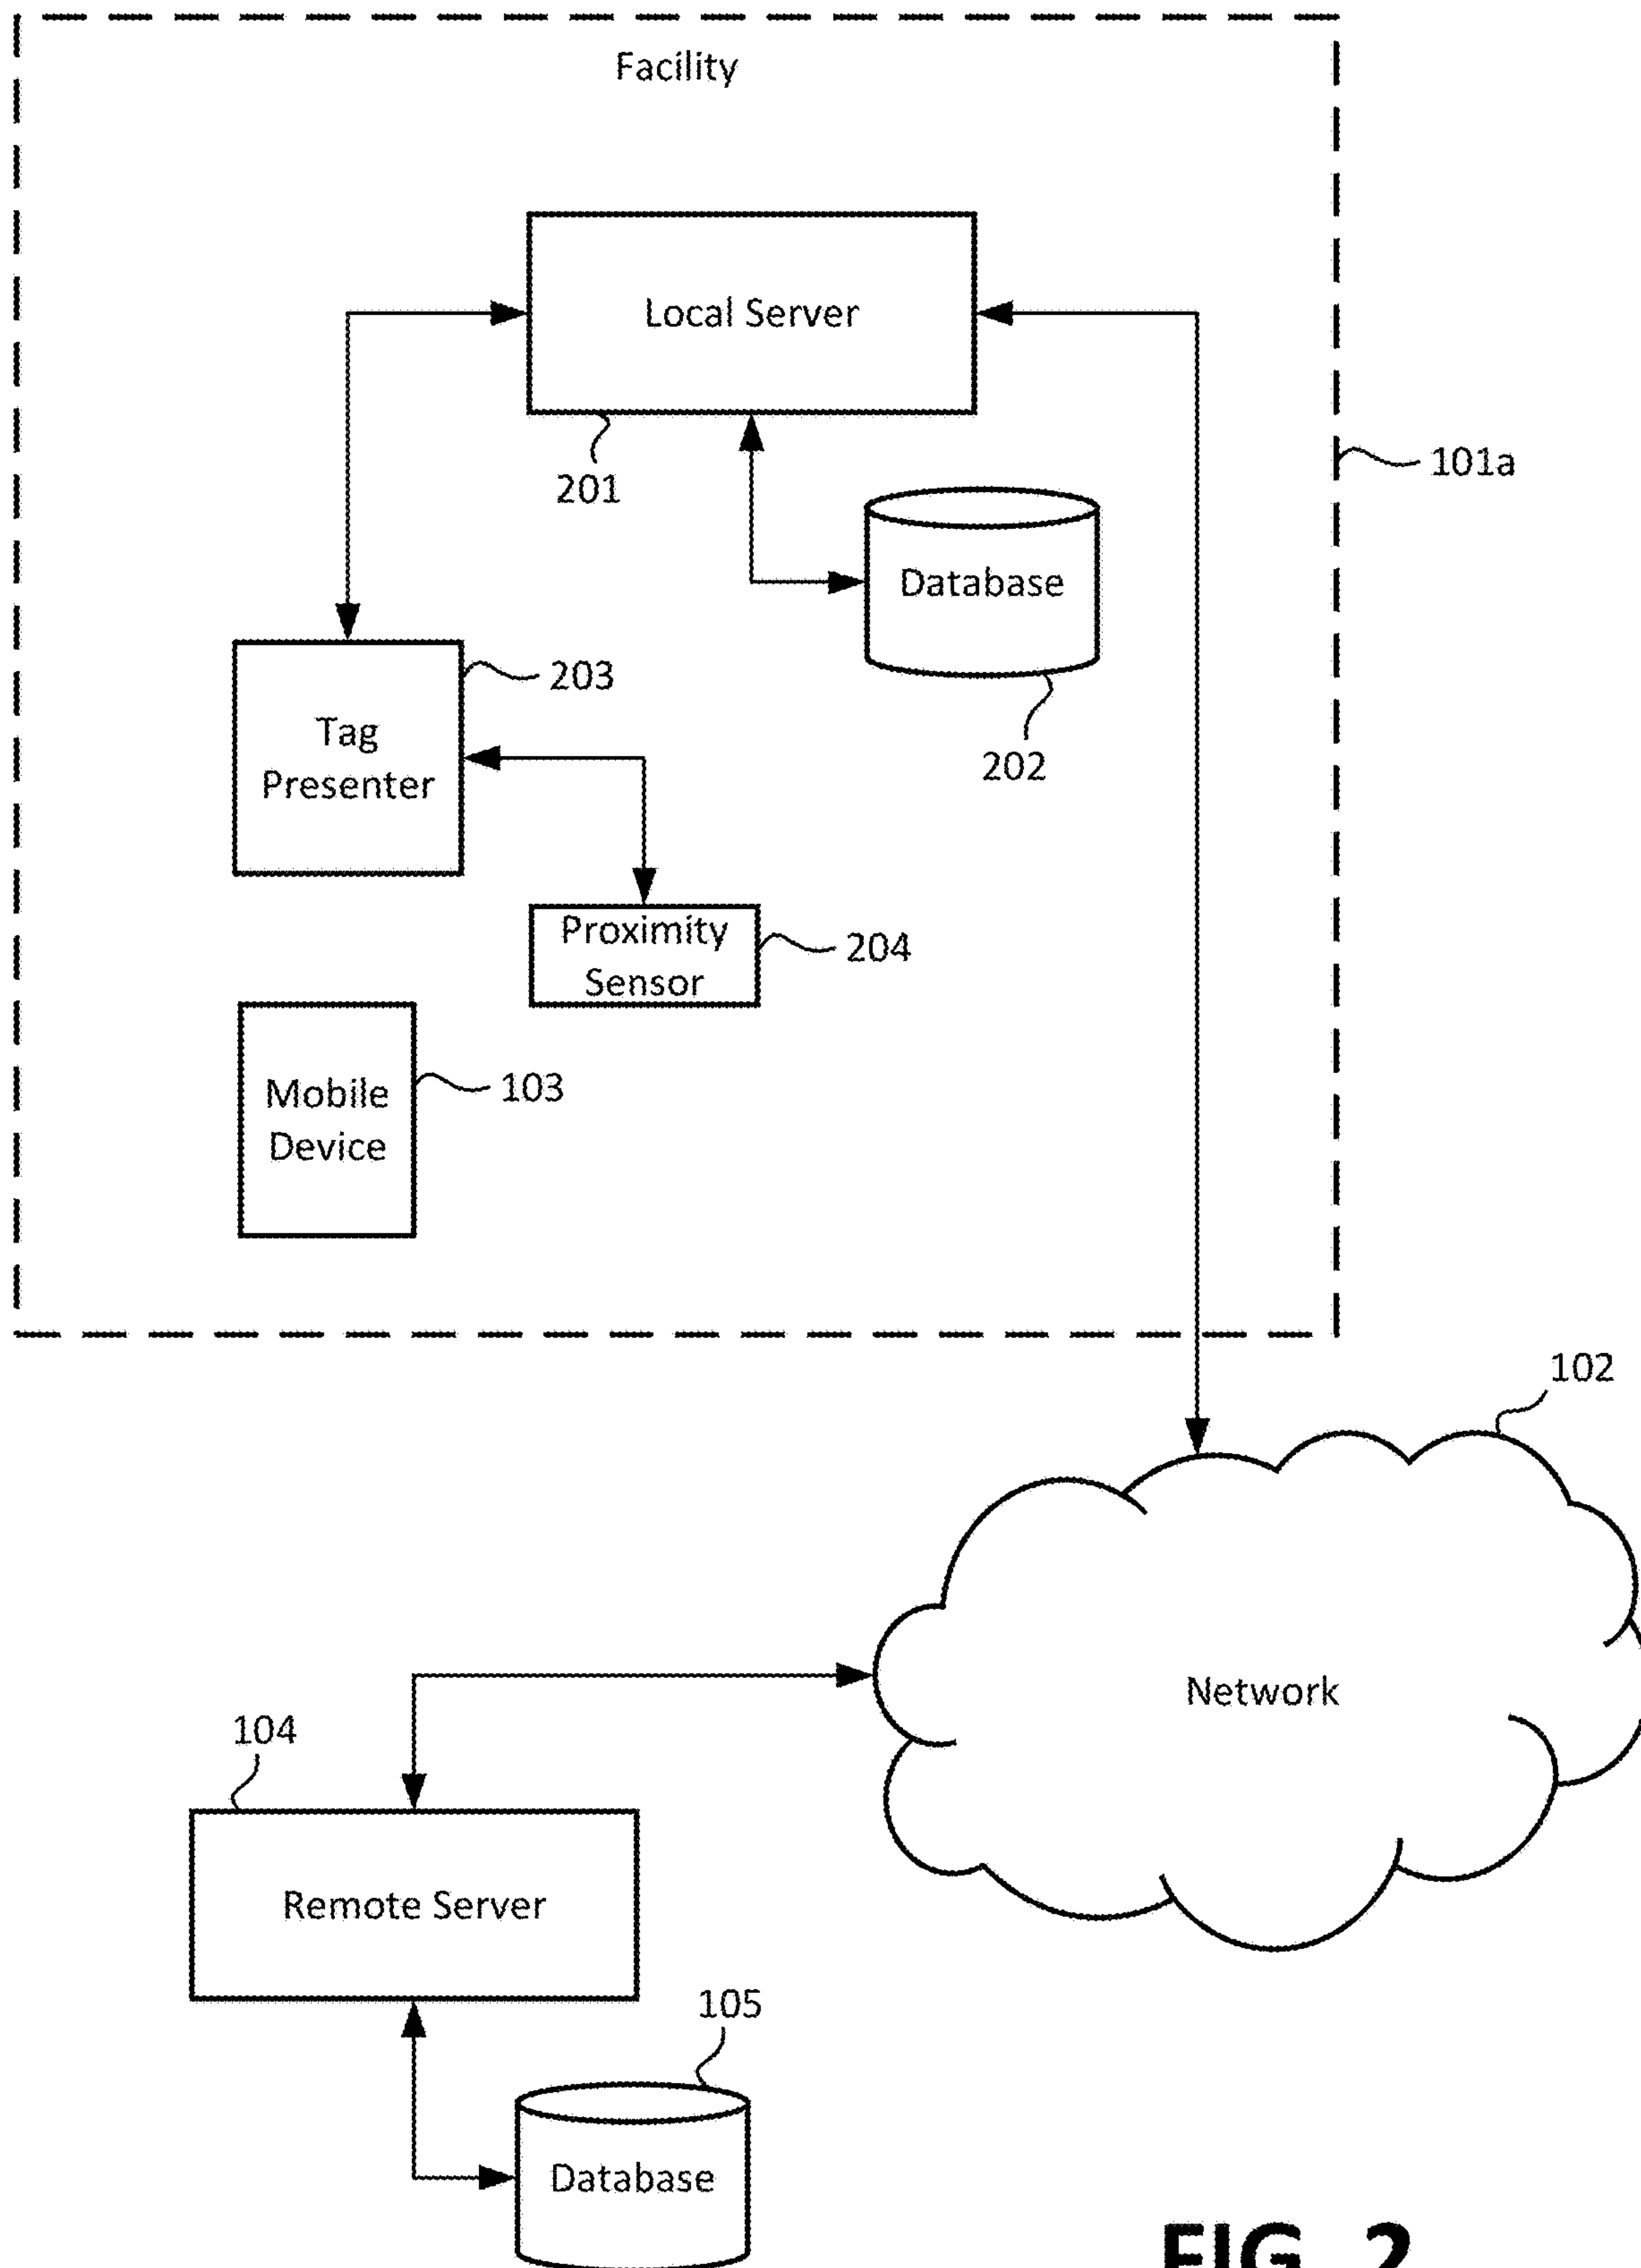 Facility
Local Server
201
101a
Database
202
203
Tag
Presenter
Proximity
Sensor
204
Mobile
Device
103
102
Network
104
Remote Server
105
Database
FIG. 2